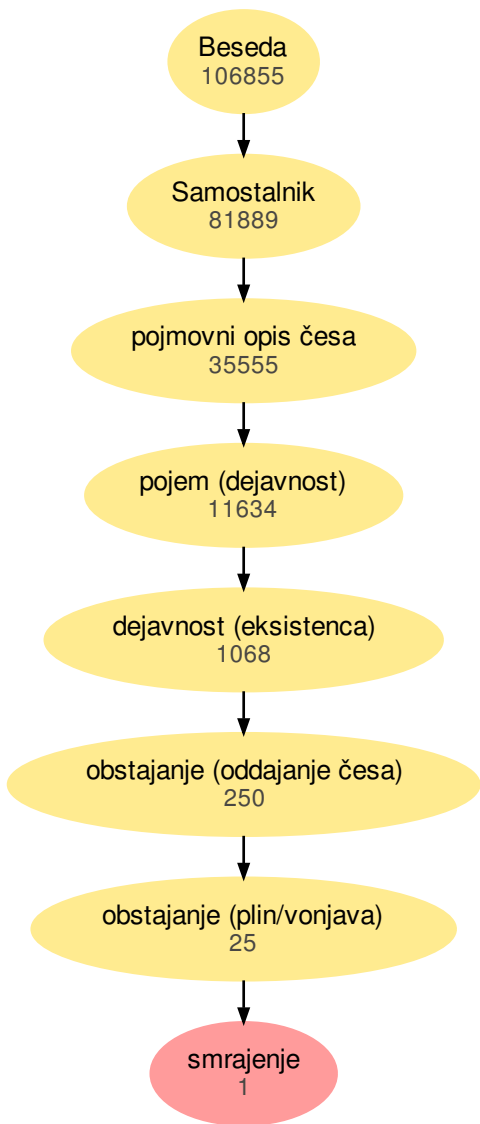 Beseda
106855
Samostalnik
81889
pojmovni opis česa
35555
pojem (dejavnost)
11634
dejavnost (eksistenca)
1068
obstajanje (oddajanje česa)
250
obstajanje (plin/vonjava)
25
smrajenje
1